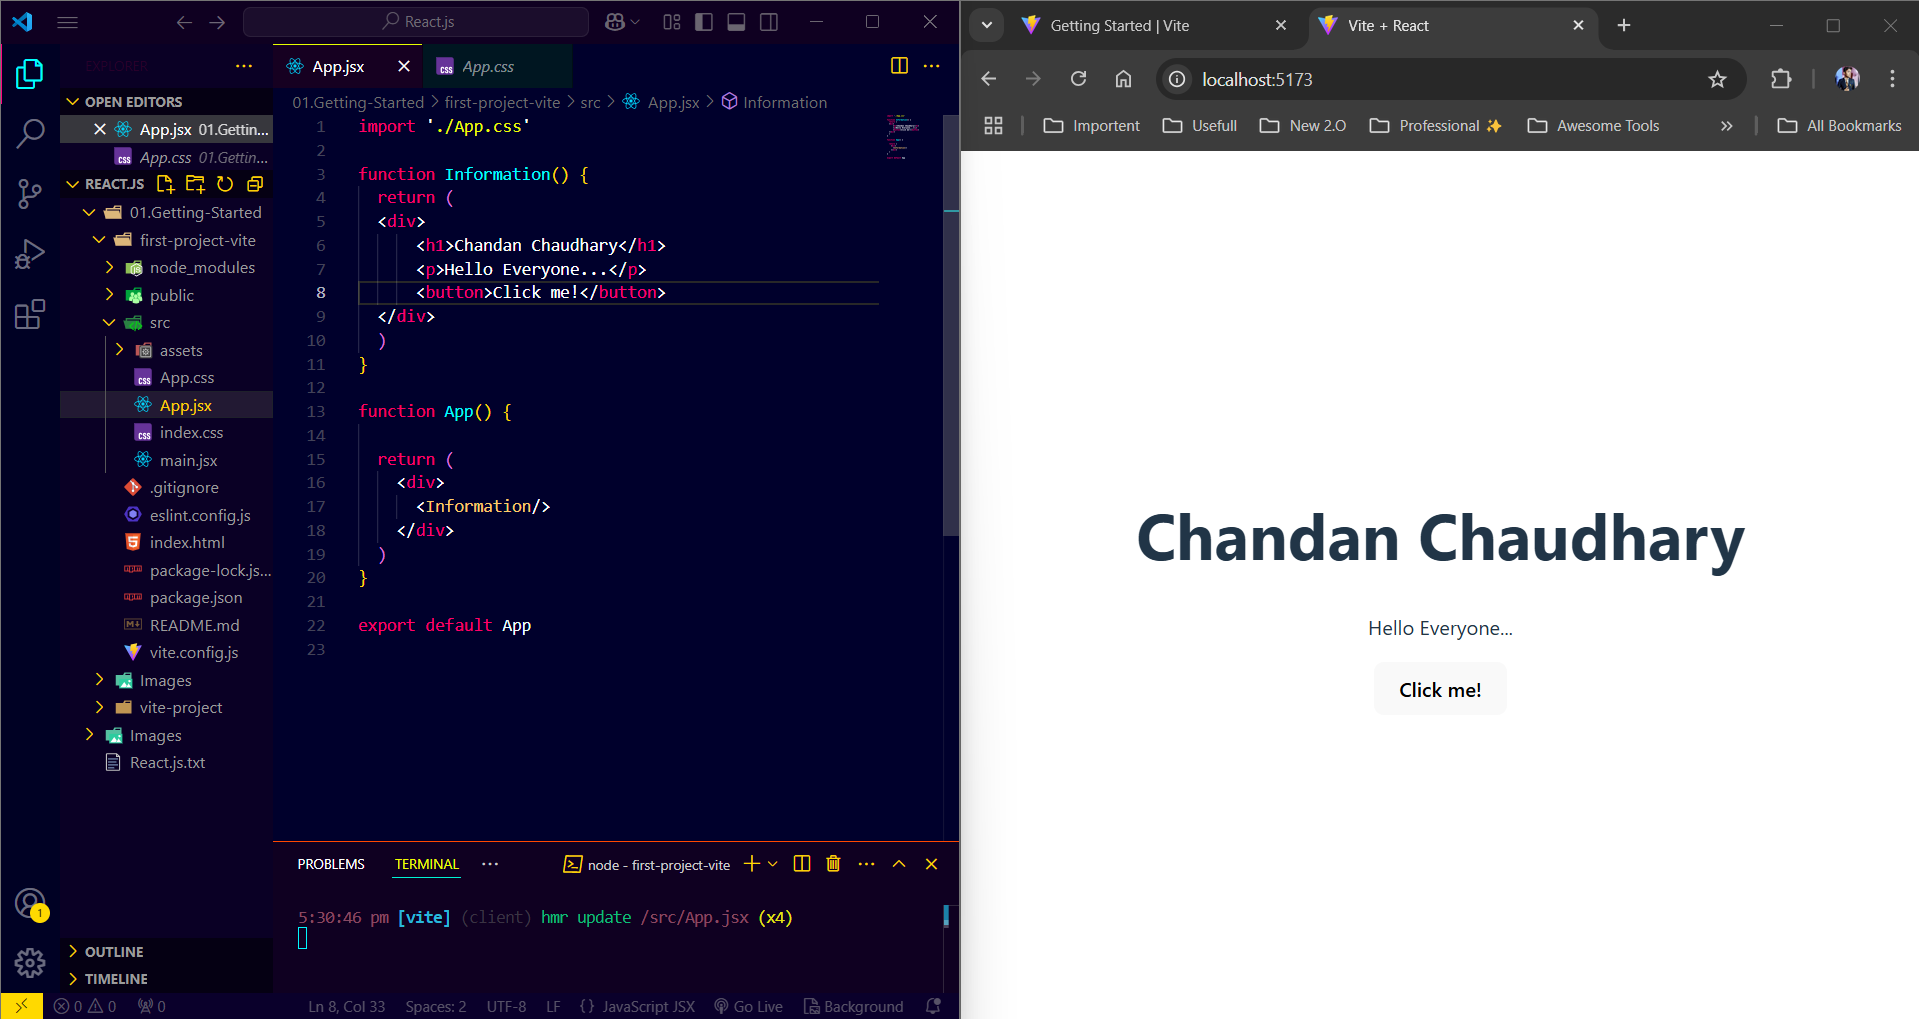 React.js
EXPLORER
OPEN EDITORS
App.jsx 01.Gettin...
App.css 01.Gettin...
REACT.JS
01.Getting-Started
first-project-vite
node_modules
public
src
assets
App.css
App.jsx
index.css
main.jsx
.gitignore
eslint.config.js
index.html
package-lock.js...
package.json
README.md
vite.config.js
Images
vite-project
Images
React.js.txt
OUTLINE
TIMELINE
App.jsx
App.css
01.Getting-Started > first-project-vite > src > App.jsx > Information
1 import './App.css'
2
3 function Information() {
4 return (
5 <div>
6 <h1>Chandan Chaudhary</h1>
7 <p>Hello Everyone...</p>
8 <button>Click me!</button>
9 </div>
10 )
11 }
12
13 function App() {
14
15 return (
16 <div>
17 <Information/>
18 </div>
19 )
20 }
21
22 export default App
23
PROBLEMS TERMINAL ... node - first-project-vite
5:30:46 pm [vite] (client) hmr update /src/App.jsx (x4)
1
0 0 0 Ln 8, Col 33 Spaces: 2 UTF-8 LF {} JavaScript JSX Go Live Background
Getting Started | Vite
Vite + React
localhost:5173
Importent Usefull New 2.O Professional ✨ Awesome Tools » All Bookmarks
Chandan Chaudhary
Hello Everyone...
Click me!